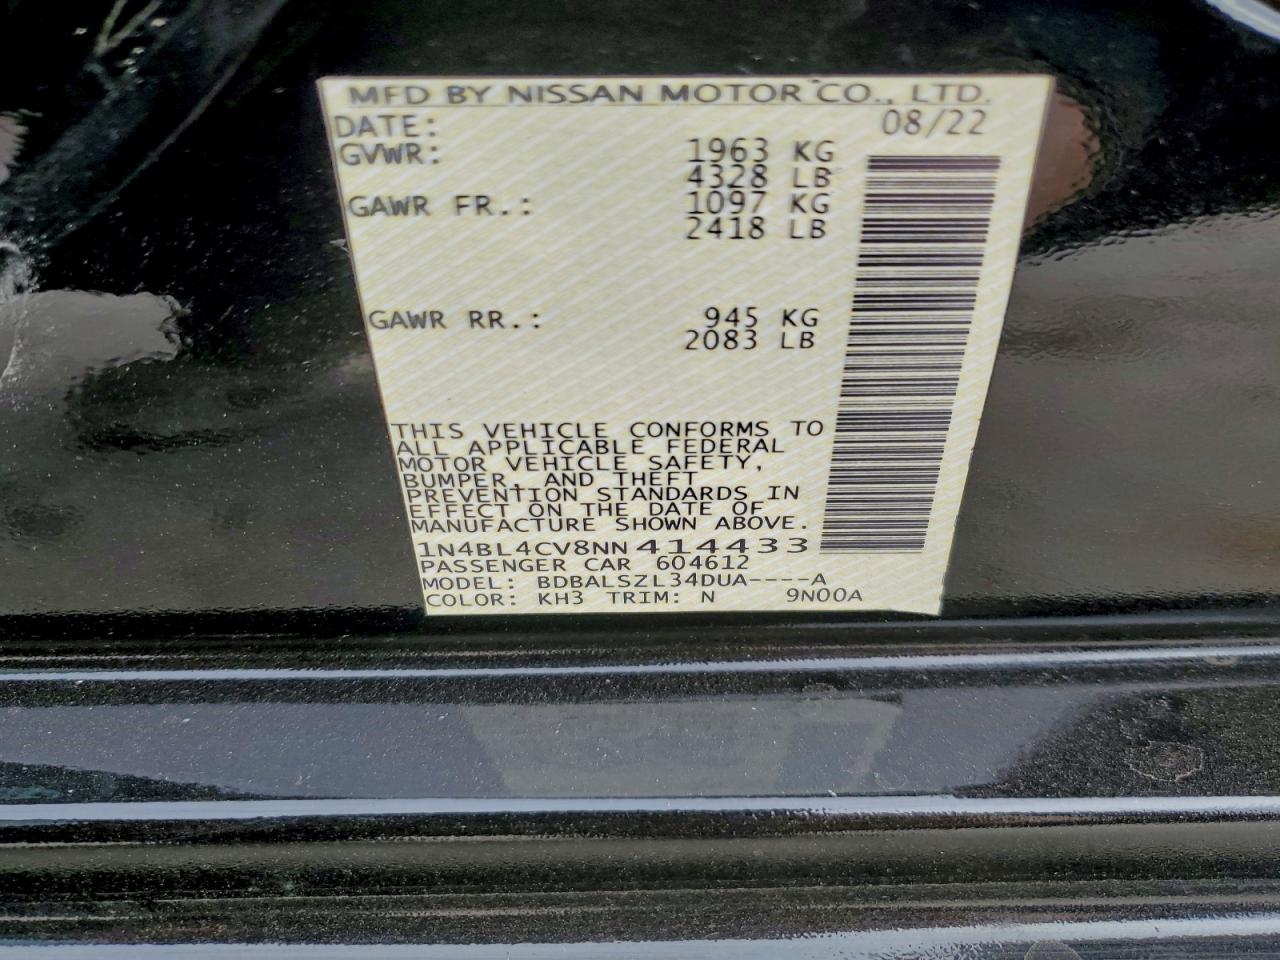 MFD BY NISSAN MOTOR CO., LTD.
DATE: 08/22
GVWR: 1963 KG
4328 LB
GAWR FR.: 1097 KG
2418 LB
GAWR RR.: 945 KG
2083 LB
THIS VEHICLE CONFORMS TO
ALL APPLICABLE FEDERAL
MOTOR VEHICLE SAFETY,
BUMPER, AND THEFT
PREVENTION STANDARDS IN
EFFECT ON THE DATE OF
MANUFACTURE SHOWN ABOVE.
1N4BL4CV8NN414433
PASSENGER CAR 604612
MODEL: BDBALSZL34DUA----A
COLOR: KH3 TRIM: N 9N00A